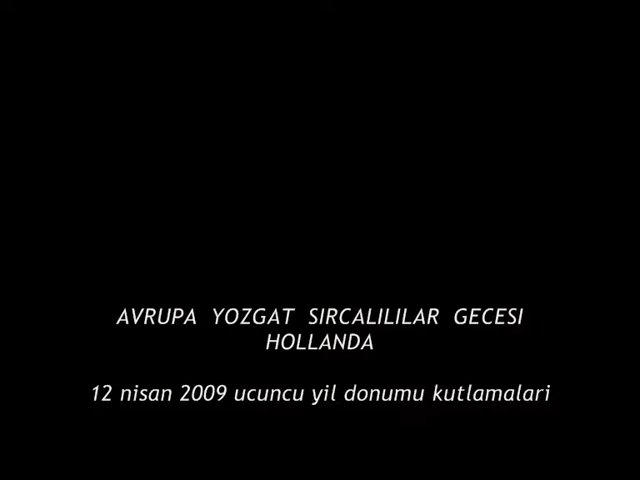 AVRUPA YOZGAT SIRCALILILAR GECESI
HOLLANDA
12 nisan 2009 ucuncu yil donumu kutlamalari